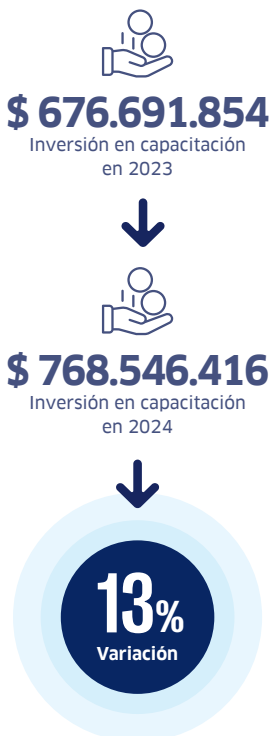 $ 676.691.854
Inversión en capacitación
en 2023
$ 768.546.416
Inversión en capacitación
en 2024
13%
Variación